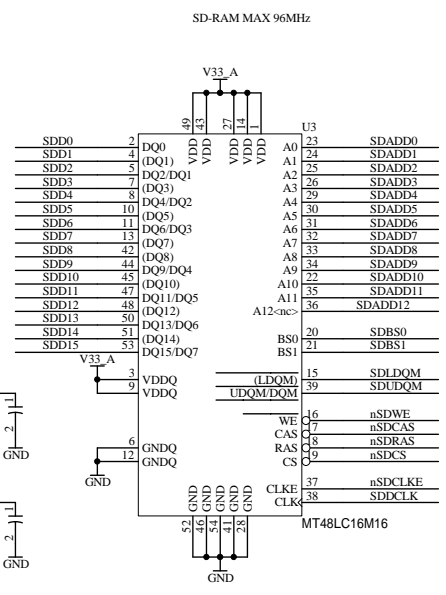 SD-RAM MAX 96MHz
V33_A
49 43 27 14 1
VDD VDD VDD VDD VDD
U3
SDD0 2 DQ0 A0 23 SDADD0
SDD1 4 (DQ1) A1 24 SDADD1
SDD2 5 DQ2/DQ1 A2 25 SDADD2
SDD3 7 (DQ3) A3 26 SDADD3
SDD4 8 DQ4/DQ2 A4 29 SDADD4
SDD5 10 (DQ5) A5 30 SDADD5
SDD6 11 DQ6/DQ3 A6 31 SDADD6
SDD7 13 (DQ7) A7 32 SDADD7
SDD8 42 (DQ8) A8 33 SDADD8
SDD9 44 DQ9/DQ4 A9 34 SDADD9
SDD10 45 (DQ10) A10 22 SDADD10
SDD11 47 DQ11/DQ5 A11 35 SDADD11
SDD12 48 (DQ12) A12<nc> 36 SDADD12
SDD13 50 DQ13/DQ6
SDD14 51 (DQ14) BS0 20 SDBS0
SDD15 53 DQ15/DQ7 BS1 21 SDBS1
V33_A
3 VDDQ (LDQM) 15 SDLDQM
9 VDDQ UDQM/DQM 39 SDUDQM
WE 16 nSDWE
CAS 17 nSDCAS
6 GNDQ RAS 18 nSDRAS
12 GNDQ CS 19 nSDCS
GND
CLKE 37 nSDCLKE
CLK 38 SDDCLK
GND GND GND GND GND
52 46 54 41 28
MT48LC16M16
GND
1
2
GND
1
2
GND